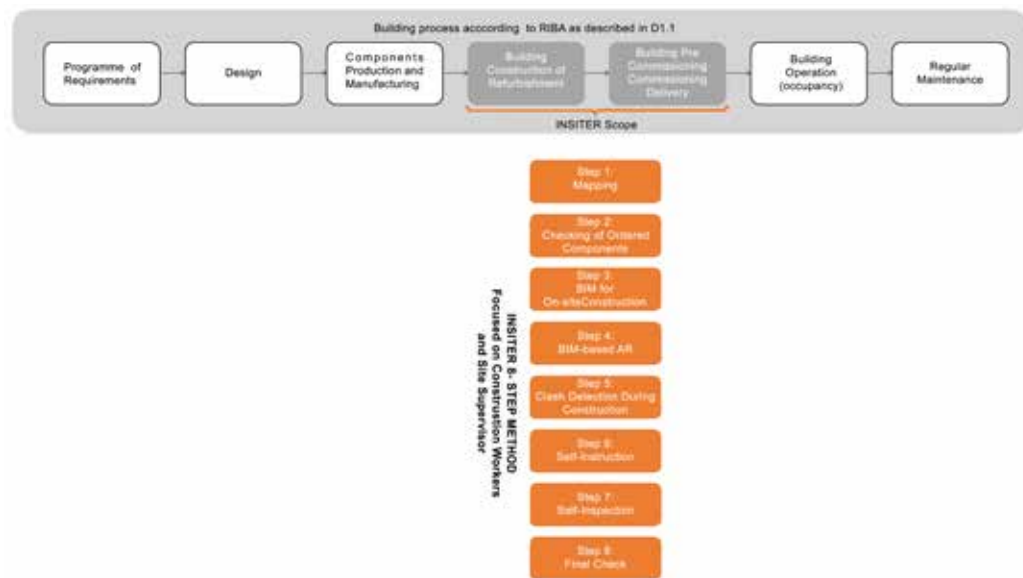 Building process acccording to RIBA as described in D1.1
Programme of
Requirements
Design
Components
Production and
Manufacturing
Building
Construction of
Refurbishment
Building Pre
Commissioning
Commissioning
Delivery
Building
Operation
(occupancy)
Regular
Maintenance
INSITER Scope
INSITER 8- STEP METHOD
Focused on Construstion Workers
and Site Supervisor
Step 1:
Mapping
Step 2:
Checking of Ordered
Components
Step 3:
BIM for
On-siteConstruction
Step 4:
BIM-based AR
Step 5:
Clash Detection During
Construction
Step 6:
Self-Instruction
Step 7:
Self-Inspection
Step 8:
Final Check